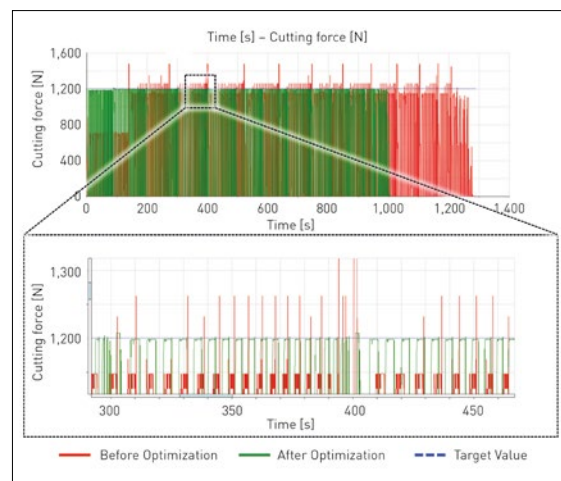 Time [s] – Cutting force [N]
Cutting force [N]
1,600
1,200
800
400
0
0 200 400 600 800 1,000 1,200 1,400
Time [s]
Cutting force [N]
1,300
1,200
300 350 400 450
Time [s]
Before Optimization After Optimization Target Value